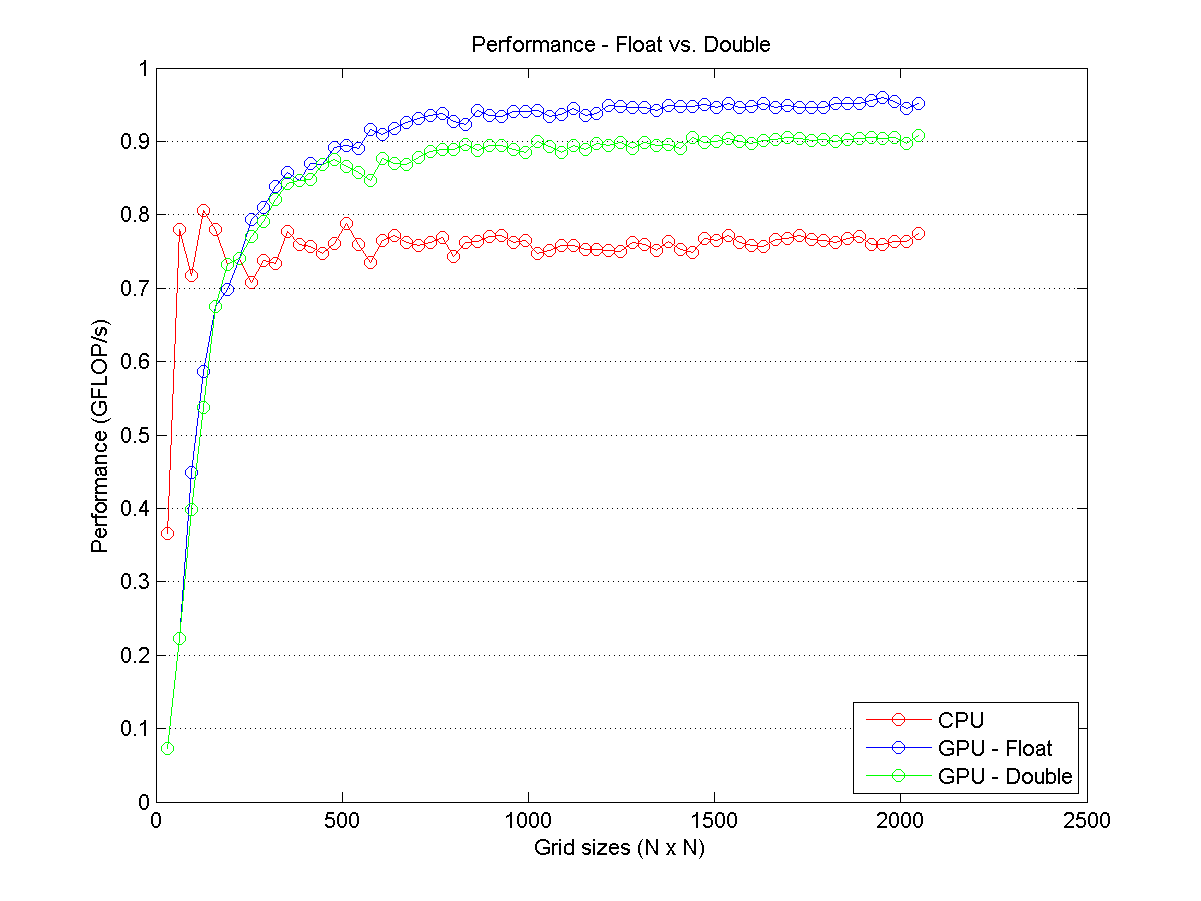 Performance - Float vs. Double
1
0.9
0.8
0.7
0.6
0.5
0.4
0.3
0.2
0.1
0
Performance (GFLOP/s)
CPU
GPU - Float
GPU - Double
0 500 1000 1500 2000 2500
Grid sizes (N x N)